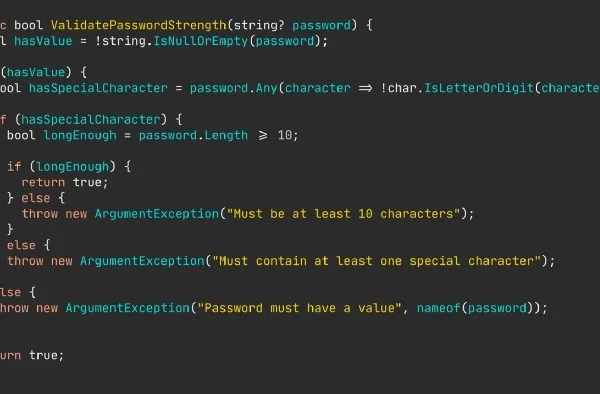 c bool ValidatePasswordStrength(string? password) {
l hasValue = !string.IsNullOrEmpty(password);
(hasValue) {
ool hasSpecialCharacter = password.Any(character => !char.IsLetterOrDigit(characte
f (hasSpecialCharacter) {
bool longEnough = password.Length >= 10;
if (longEnough) {
return true;
} else {
throw new ArgumentException("Must be at least 10 characters");
}
else {
throw new ArgumentException("Must contain at least one special character");
lse {
hrow new ArgumentException("Password must have a value", nameof(password));
urn true;